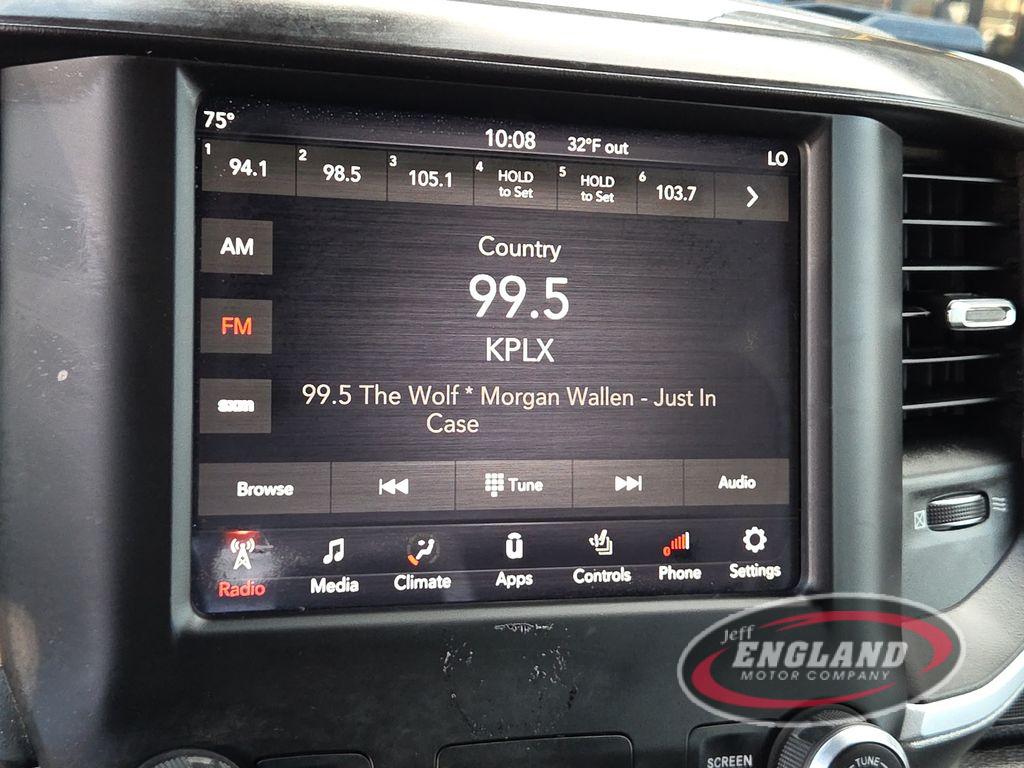 75°
10:08 32°F out
LO
1 94.1 2 98.5 3 105.1 4 HOLD to Set 5 HOLD to Set 6 103.7 >
AM
Country
99.5
FM
KPLX
99.5 The Wolf * Morgan Wallen - Just In
Case
sxm
Browse Tune Audio
Radio Media Climate Apps Controls Phone Settings
Jeff
ENGLAND
MOTOR COMPANY
SCREEN
TUNE